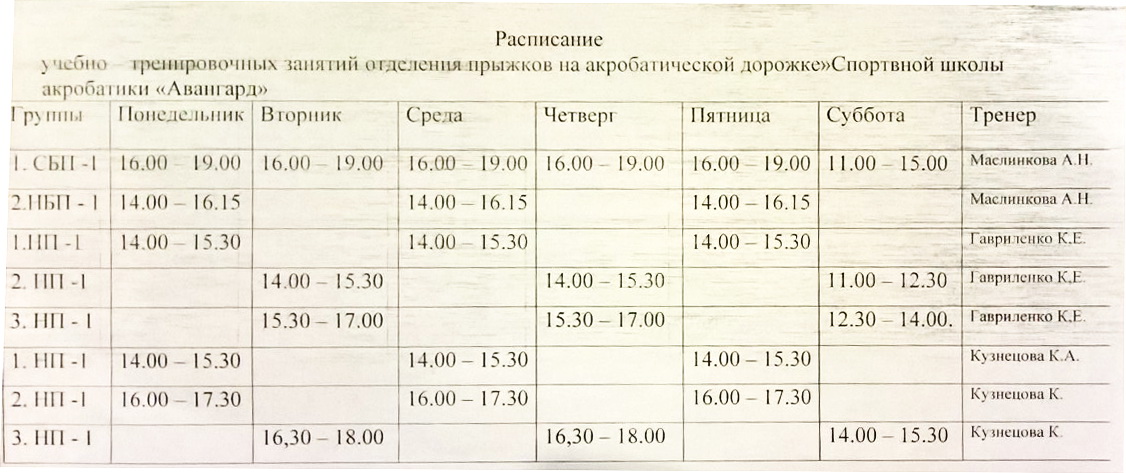 Расписание
учебно – тренировочных занятий отделения прыжков на акробатической дорожке»Спортвной школы
акробатики «Авангард»
Группы Понедельник Вторник Среда Четверг Пятница Суббота Тренер
1. СБП -1 16.00 – 19.00 16.00 – 19.00 16.00 – 19.00 16.00 – 19.00 16.00 – 19.00 11.00 – 15.00 Маслинкова А.Н.
2.НБП - 1 14.00 – 16.15 14.00 – 16.15 14.00 – 16.15 Маслинкова А.Н.
1.НП -1 14.00 – 15.30 14.00 – 15.30 14.00 – 15.30 Гавриленко К.Е.
2. НП -1 14.00 – 15.30 14.00 – 15.30 11.00 – 12.30 Гавриленко К,Е
3. НП - 1 15.30 – 17.00 15.30 – 17.00 12.30 – 14.00. Гавриленко К,Е.
1. НП -1 14.00 – 15.30 14.00 – 15.30 14.00 – 15.30 Кузнецова К.А.
2. НП -1 16.00 – 17.30 16.00 – 17.30 16.00 – 17.30 Кузнецова К.
3. НП - 1 16,30 – 18.00 16,30 – 18.00 14.00 – 15.30 Кузнецова К.